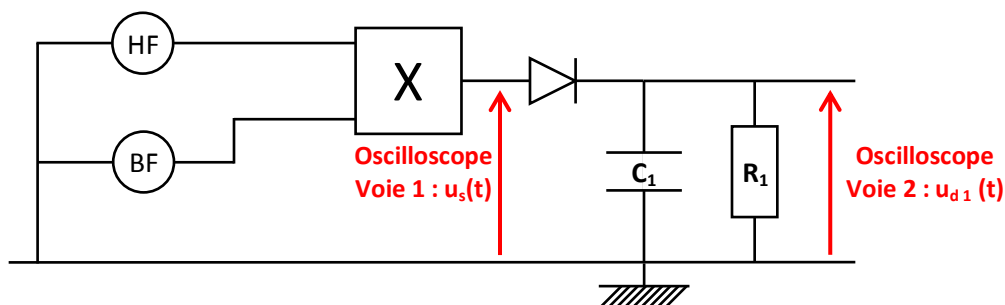 HF
X
BF
Oscilloscope
Voie 1 : us(t)
C1
R1
Oscilloscope
Voie 2 : ud 1 (t)